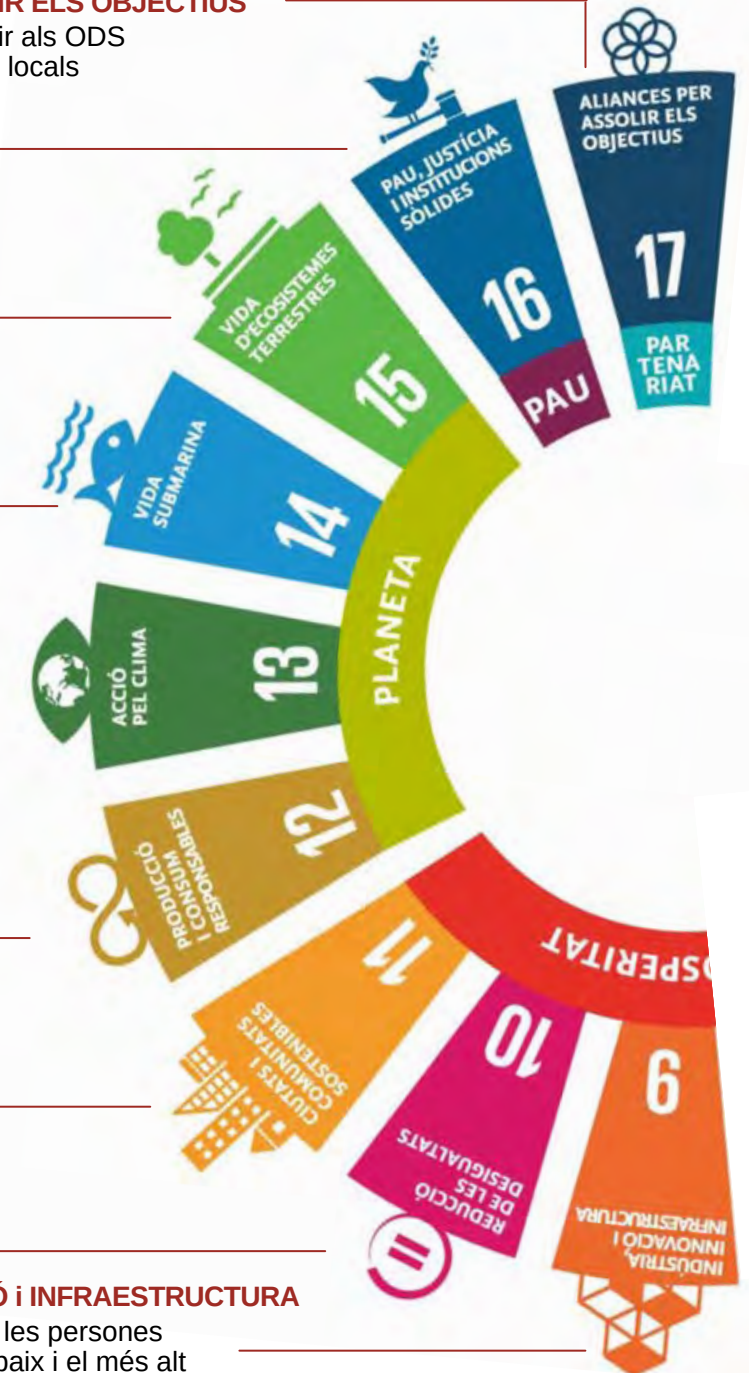 IR ELS OBJECTIUS
ir als ODS
locals
ALIANCES PER
ASSOLIR ELS
OBJECTIUS
17
PAR
TENA
RIAT
PAU, JUSTÍCIA
I INSTITUCIONS
SÒLIDES
16
PAU
VIDA
D'ECOSISTEMES
TERRESTRES
15
VIDA
SUBMARINA
14
PLANETA
ACCIÓ
PEL CLIMA
13
PRODUCCIÓ
I CONSUM
RESPONSABLES
12
CIUTATS I
COMUNITATS
SOSTENIBLES
11
OSPERITAT
REDUCCIÓ
DE LES
DESIGUALTATS
10
INDÚSTRIA,
INNOVACIÓ I
INFRAESTRUCTURA
9
Ó i INFRAESTRUCTURA
les persones
baix i el més alt